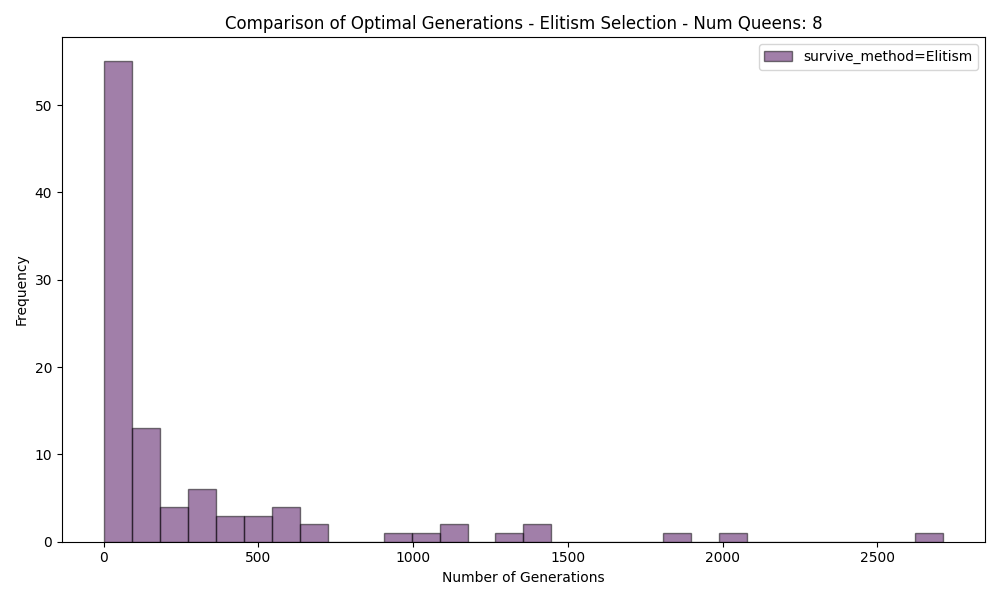 Comparison of Optimal Generations - Elitism Selection - Num Queens: 8
survive_method=Elitism
50
40
30
20
10
0
Frequency
0 500 1000 1500 2000 2500
Number of Generations